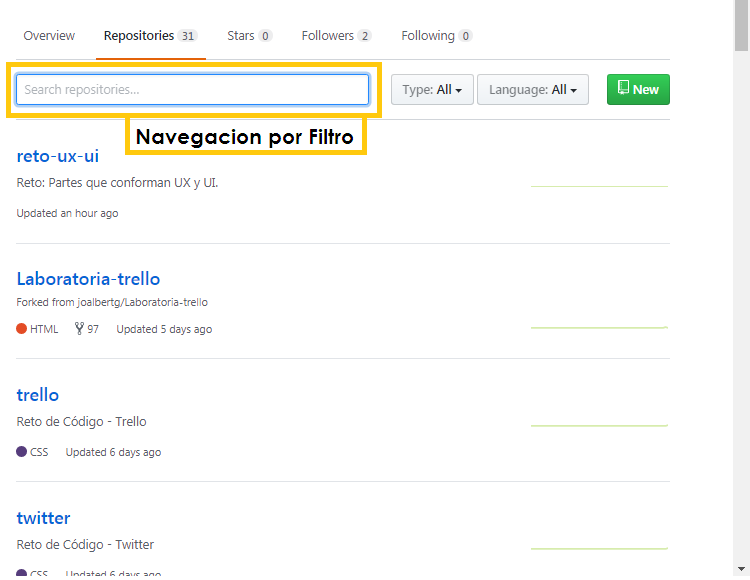 Overview Repositories 31 Stars 0 Followers 2 Following 0
Search repositories... Type: All Language: All New
Navegacion por Filtro
reto-ux-ui
Reto: Partes que conforman UX y UI.
Updated an hour ago
Laboratoria-trello
Forked from joalbertg/Laboratoria-trello
HTML 97 Updated 5 days ago
trello
Reto de Código - Trello
CSS Updated 6 days ago
twitter
Reto de Código - Twitter
CSS Updated 6 days ago